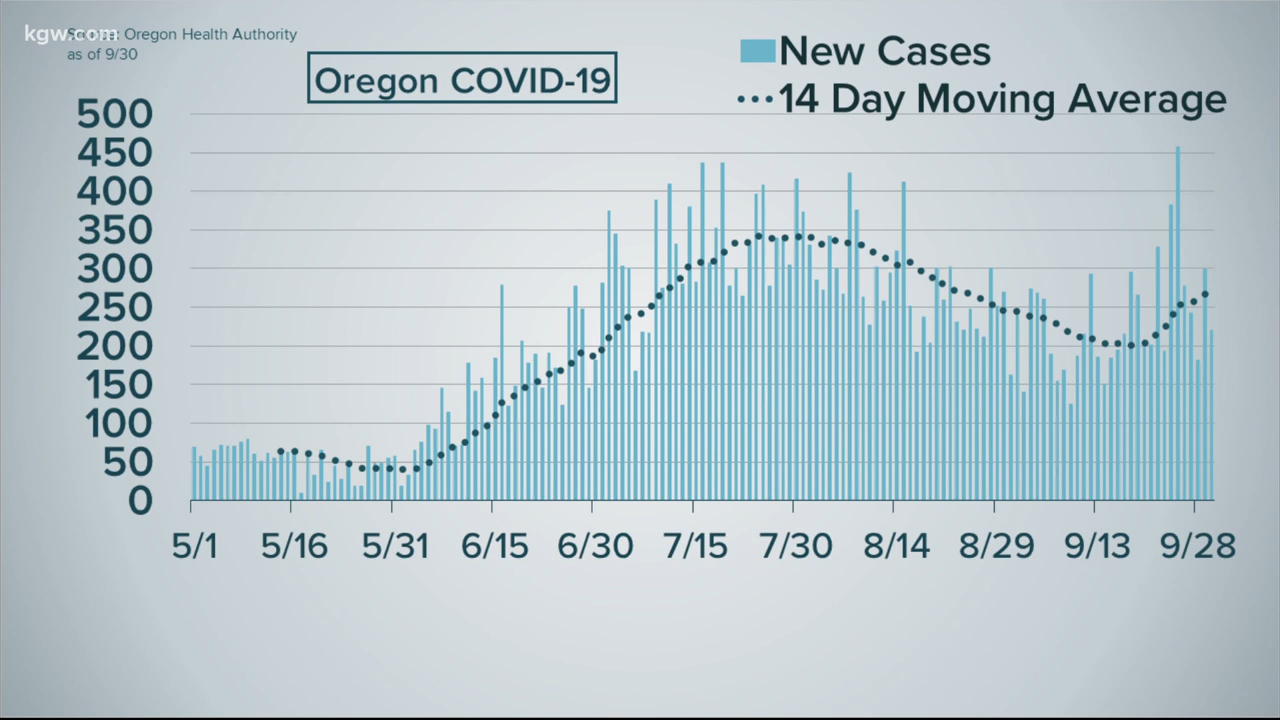 kgw.com
Oregon Health Authority
as of 9/30
Oregon COVID-19
New Cases
14 Day Moving Average
500
450
400
350
300
250
200
150
100
50
0
5/1 5/16 5/31 6/15 6/30 7/15 7/30 8/14 8/29 9/13 9/28